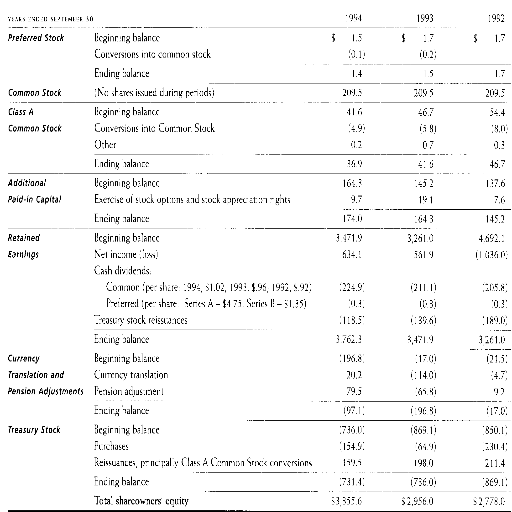 YEARS ENDED SEPTEMBER 30 1994 1993 1992
Preferred Stock Beginning balance $ 1.5 $ 1.7 $ 1.7
Conversions into common stock (0.1) (0.2)
Ending balance 1.4 1.5 1.7
Common Stock (No shares issued during periods) 209.5 209.5 209.5
Class A Beginning balance 41.6 46.7 54.4
Common Stock Conversions into Common Stock (4.9) (5.8) (8.0)
Other 0.2 0.7 0.3
Ending balance 36.9 41.6 46.7
Additional Beginning balance 164.3 145.2 137.6
Paid-in Capital Exercise of stock options and stock appreciation rights 9.7 19.1 7.6
Ending balance 174.0 164.3 145.2
Retained Beginning balance 3,471.9 3,261.0 4,692.1
Earnings Net income (loss) 634.1 561.9 (1,036.0)
Cash dividends:
Common (per share: 1994, $1.02, 1993, $.96, 1992, $.92) (224.9) (211.1) (205.8)
Preferred (per share: Series A – $4.75, Series B – $1.35) (0.3) (0.3) (0.3)
Treasury stock reissuances (118.5) (139.6) (189.0)
Ending balance 3,762.3 3,471.9 3,261.0
Currency Beginning balance (196.8) (17.0) (21.5)
Translation and Currency translation 20.2 (114.0) (4.7)
Pension Adjustments Pension adjustment 79.5 (65.8) 9.2
Ending balance (97.1) (196.8) (17.0)
Treasury Stock Beginning balance (736.0) (869.1) (850.1)
Purchases (154.9) (64.9) (230.4)
Reissuances, principally Class A Common Stock conversions 159.5 198.0 211.4
Ending balance (731.4) (736.0) (869.1)
Total shareowners' equity $3,355.6 $2,956.0 $2,778.0